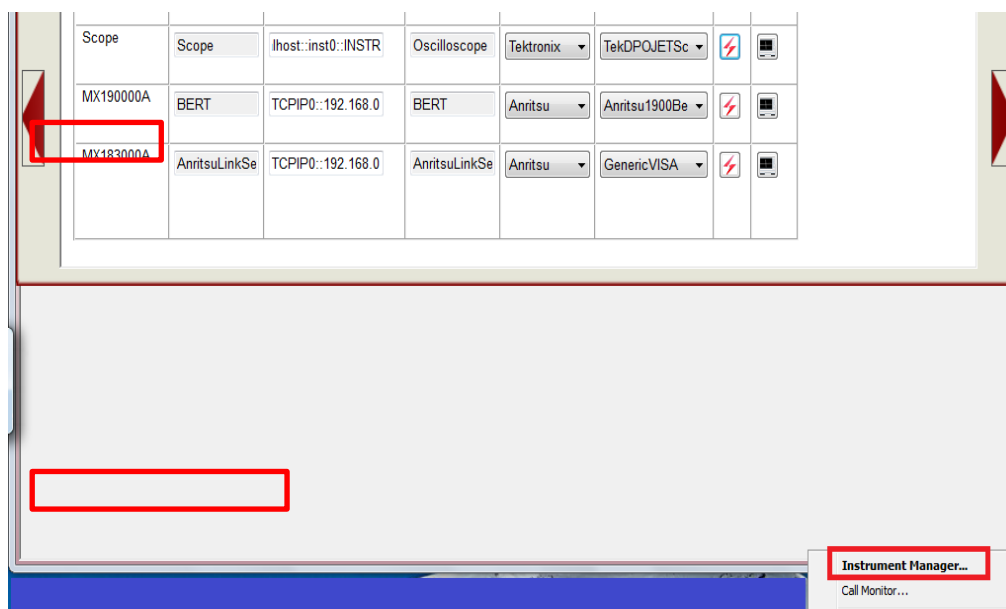 Scope Scope lhost::inst0::INSTR Oscilloscope Tektronix TekDPOJETSc
MX190000A BERT TCPIP0::192.168.0 BERT Anritsu Anritsu1900Be
MX183000A AnritsuLinkSe TCPIP0::192.168.0 AnritsuLinkSe Anritsu GenericVISA
Instrument Manager...
Call Monitor...